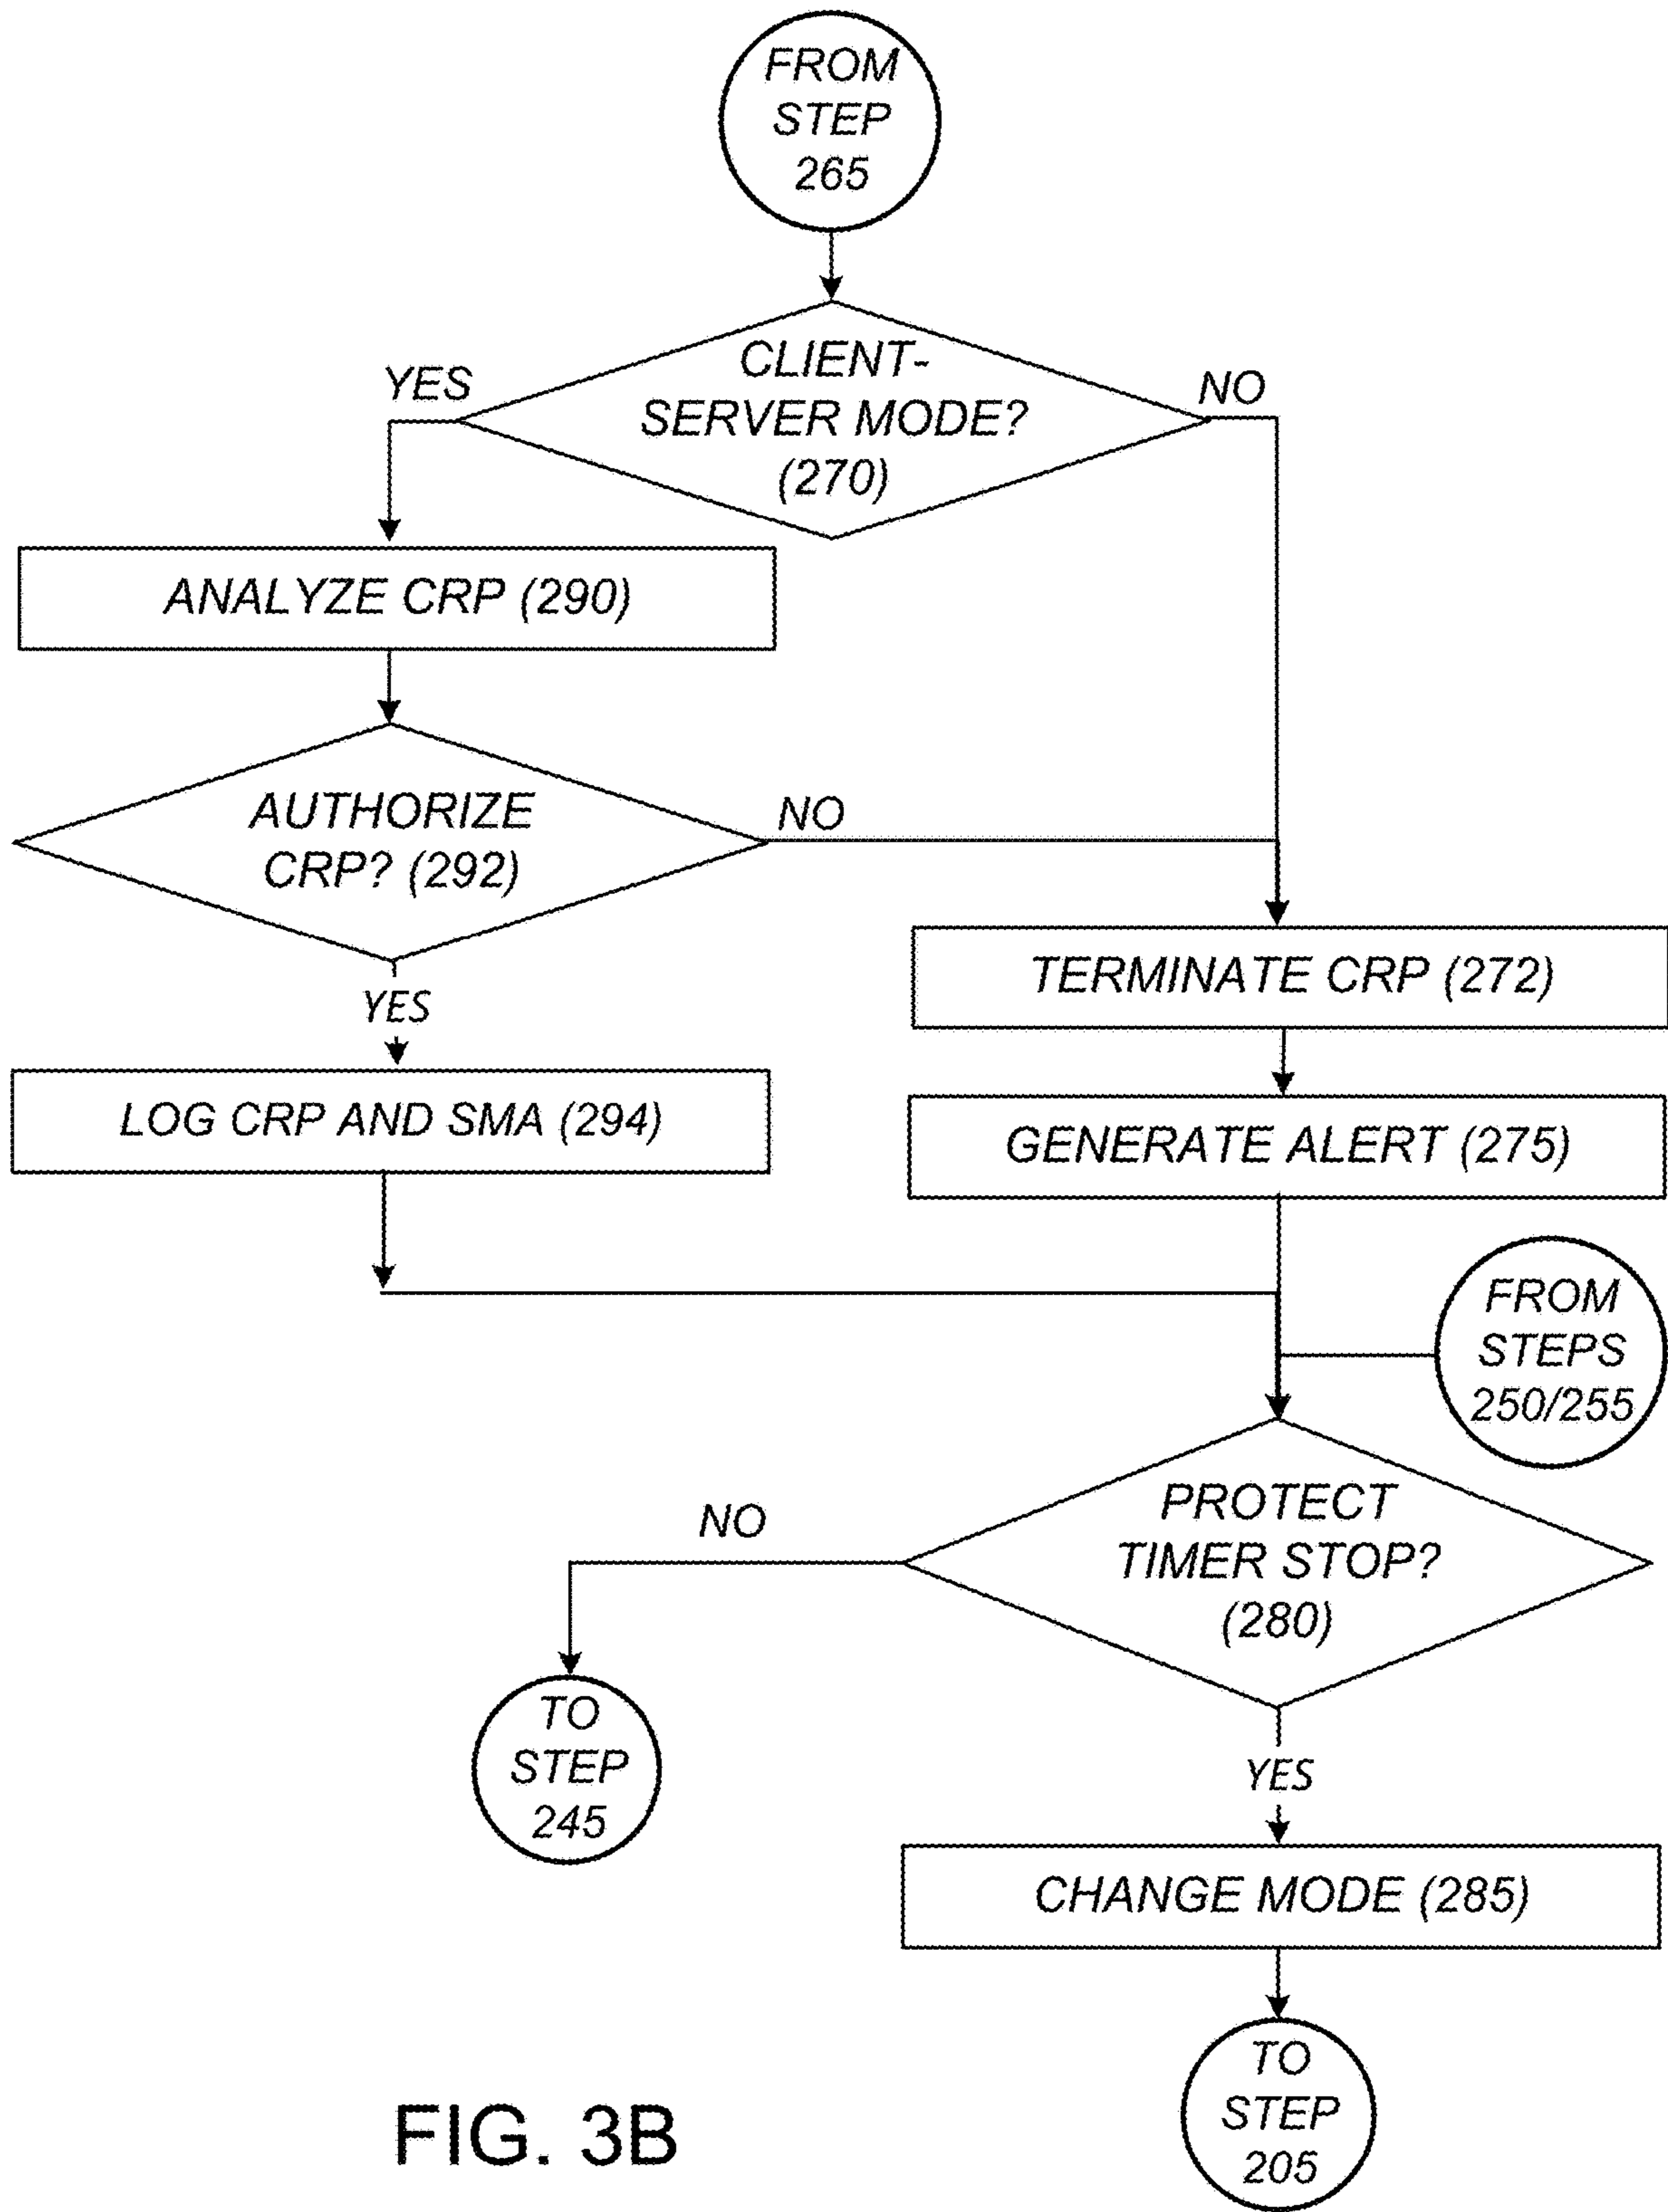 FROM
STEP
265
CLIENT-
SERVER MODE?
(270)
YES
NO
ANALYZE CRP (290)
AUTHORIZE
CRP? (292)
NO
YES
TERMINATE CRP (272)
LOG CRP AND SMA (294)
GENERATE ALERT (275)
FROM
STEPS
250/255
PROTECT
TIMER STOP?
(280)
NO
TO
STEP
245
YES
CHANGE MODE (285)
TO
STEP
205
FIG. 3B